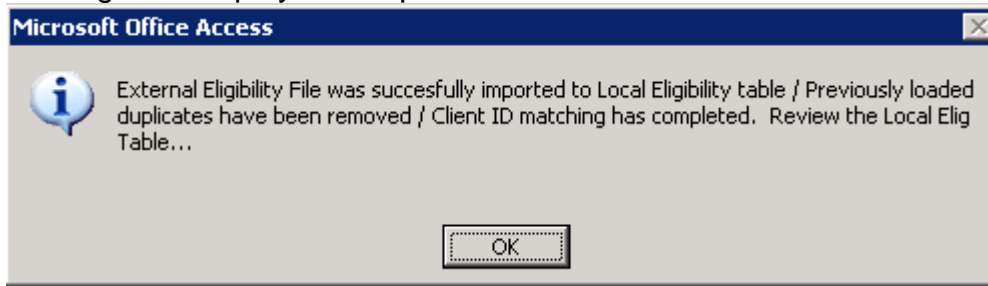 Microsoft Office Access
External Eligibility File was succesfully imported to Local Eligibility table / Previously loaded
duplicates have been removed / Client ID matching has completed. Review the Local Elig
Table...
OK